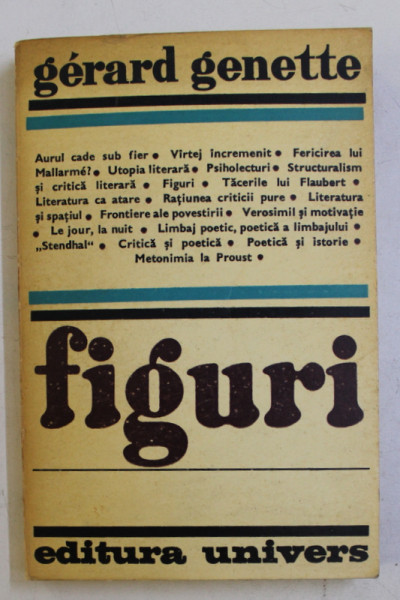 gérard genette
Aurul cade sub fier • Vîrtej încremenit • Fericirea lui
Mallarmé? • Utopia literară • Psiholecturi • Structuralism
și critică literară • Figuri • Tăcerile lui Flaubert •
Literatura ca atare • Rațiunea criticii pure • Literatura
și spațiul • Frontiere ale povestirii • Verosimil și motivație
• Le jour, la nuit • Limbaj poetic, poetică a limbajului •
„Stendhal“ • Critică și poetică • Poetică și istorie •
Metonimia la Proust •
figuri
editura univers